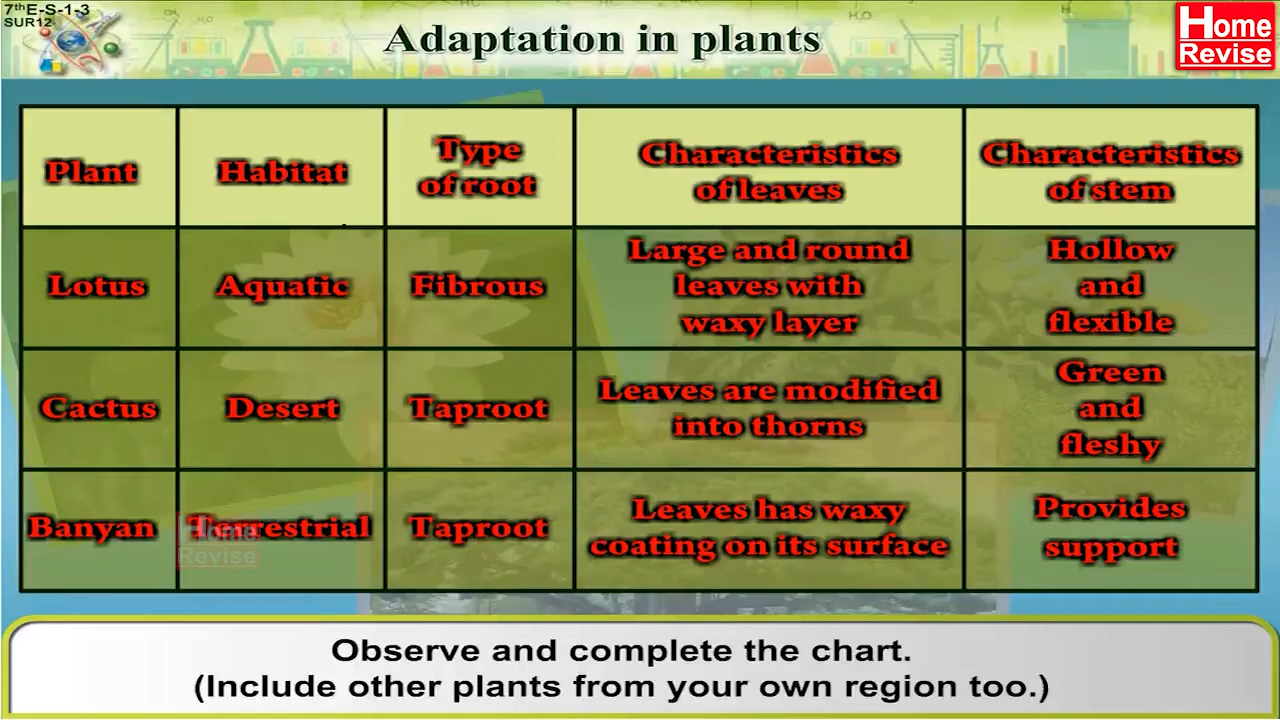 7thE-S-1-3
SUR12
Adaptation in plants
Home
Revise
Plant
Habitat
Type
of root
Characteristics
of leaves
Characteristics
of stem
Lotus
Aquatic
Fibrous
Large and round
leaves with
waxy layer
Hollow
and
flexible
Cactus
Desert
Taproot
Leaves are modified
into thorns
Green
and
fleshy
Banyan
Terrestrial
Taproot
Leaves has waxy
coating on its surface
Provides
support
Home
Revise
Observe and complete the chart.
(Include other plants from your own region too.)